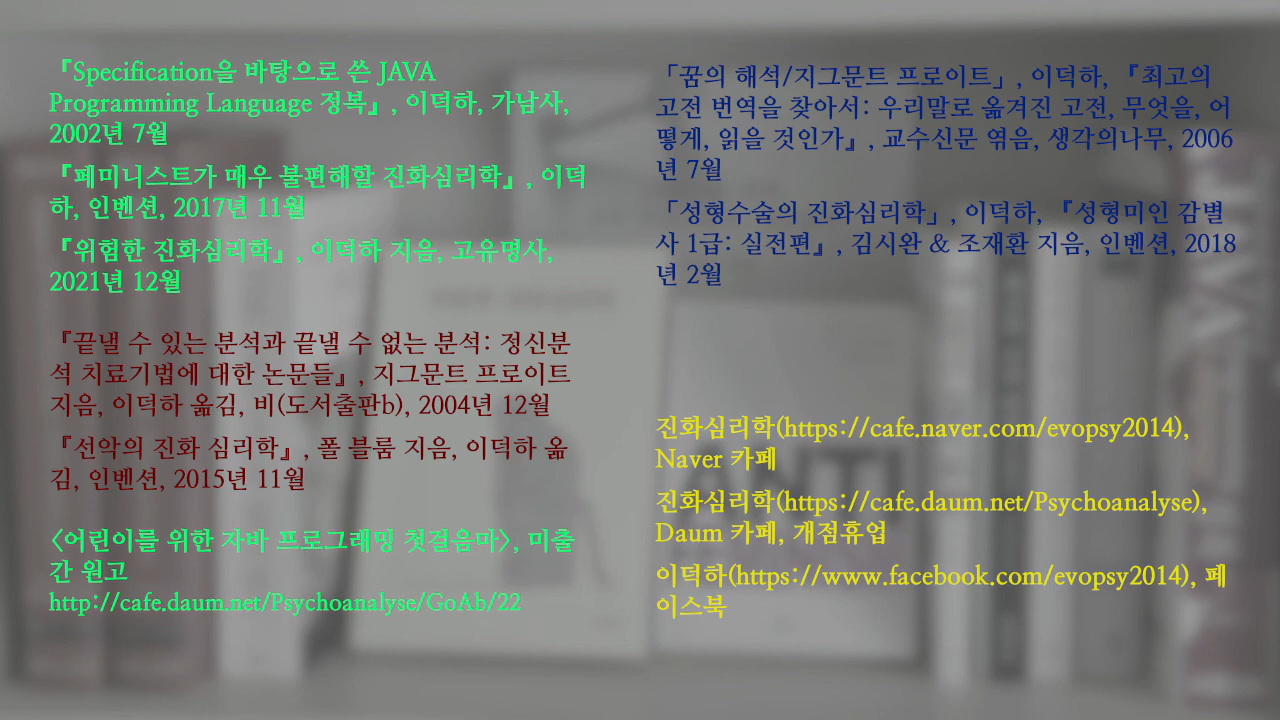 『Specification을 바탕으로 쓴 JAVA
Programming Language 정복』, 이덕하, 가남사,
2002년 7월
『페미니스트가 매우 불편해할 진화심리학』, 이덕
하, 인벤션, 2017년 11월
『위험한 진화심리학』, 이덕하 지음, 고유명사,
2021년 12월
『끝낼 수 있는 분석과 끝낼 수 없는 분석: 정신분
석 치료기법에 대한 논문들』, 지그문트 프로이트
지음, 이덕하 옮김, 비(도서출판b), 2004년 12월
『선악의 진화 심리학』, 폴 블룸 지음, 이덕하 옮
김, 인벤션, 2015년 11월
<어린이를 위한 자바 프로그래밍 첫걸음마>, 미출
간 원고
http://cafe.daum.net/Psychoanalyse/GoAb/22
「꿈의 해석/지그문트 프로이트」, 이덕하, 『최고의
고전 번역을 찾아서: 우리말로 옮겨진 고전, 무엇을, 어
떻게, 읽을 것인가』, 교수신문 엮음, 생각의나무, 2006
년 7월
「성형수술의 진화심리학」, 이덕하, 『성형미인 감별
사 1급: 실전편』, 김시완 & 조재환 지음, 인벤션, 2018
년 2월
진화심리학(https://cafe.naver.com/evopsy2014),
Naver 카페
진화심리학(https://cafe.daum.net/Psychoanalyse),
Daum 카페, 개점휴업
이덕하(https://www.facebook.com/evopsy2014), 페
이스북